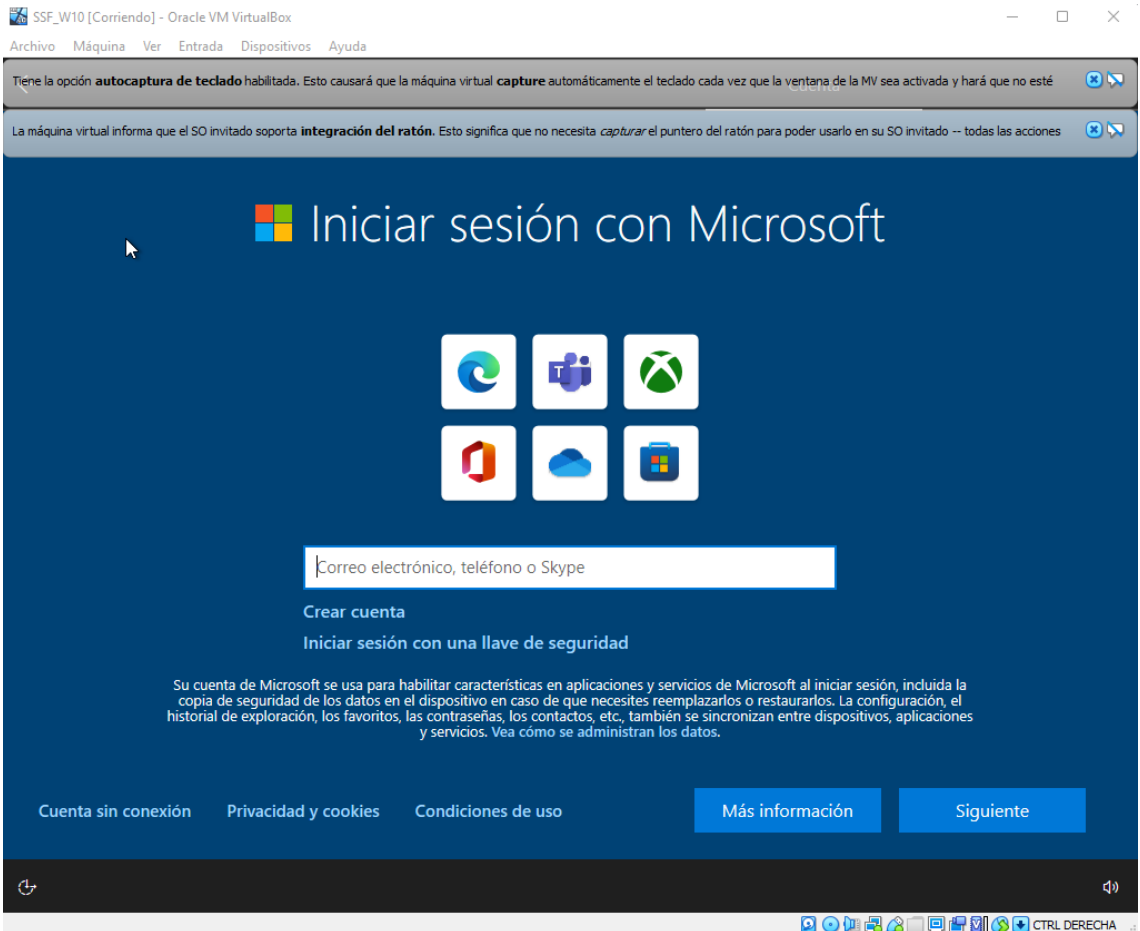 SSF_W10 [Corriendo] - Oracle VM VirtualBox
Archivo Máquina Ver Entrada Dispositivos Ayuda
Tiene la opción autocaptura de teclado habilitada. Esto causará que la máquina virtual capture automáticamente el teclado cada vez que la ventana de la MV sea activada y hará que no esté
Cuenta
La máquina virtual informa que el SO invitado soporta integración del ratón. Esto significa que no necesita capturar el puntero del ratón para poder usarlo en su SO invitado -- todas las acciones
Iniciar sesión con Microsoft
Correo electrónico, teléfono o Skype
Crear cuenta
Iniciar sesión con una llave de seguridad
Su cuenta de Microsoft se usa para habilitar características en aplicaciones y servicios de Microsoft al iniciar sesión, incluida la
copia de seguridad de los datos en el dispositivo en caso de que necesites reemplazarlos o restaurarlos. La configuración, el
historial de exploración, los favoritos, las contraseñas, los contactos, etc., también se sincronizan entre dispositivos, aplicaciones
y servicios. Vea cómo se administran los datos.
Cuenta sin conexión Privacidad y cookies Condiciones de uso Más información Siguiente
CTRL DERECHA